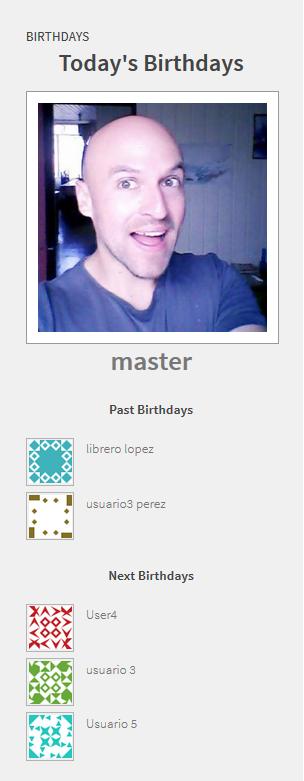 BIRTHDAYS
Today's Birthdays
master
Past Birthdays
librero lopez
usuario3 perez
Next Birthdays
User4
usuario 3
Usuario 5